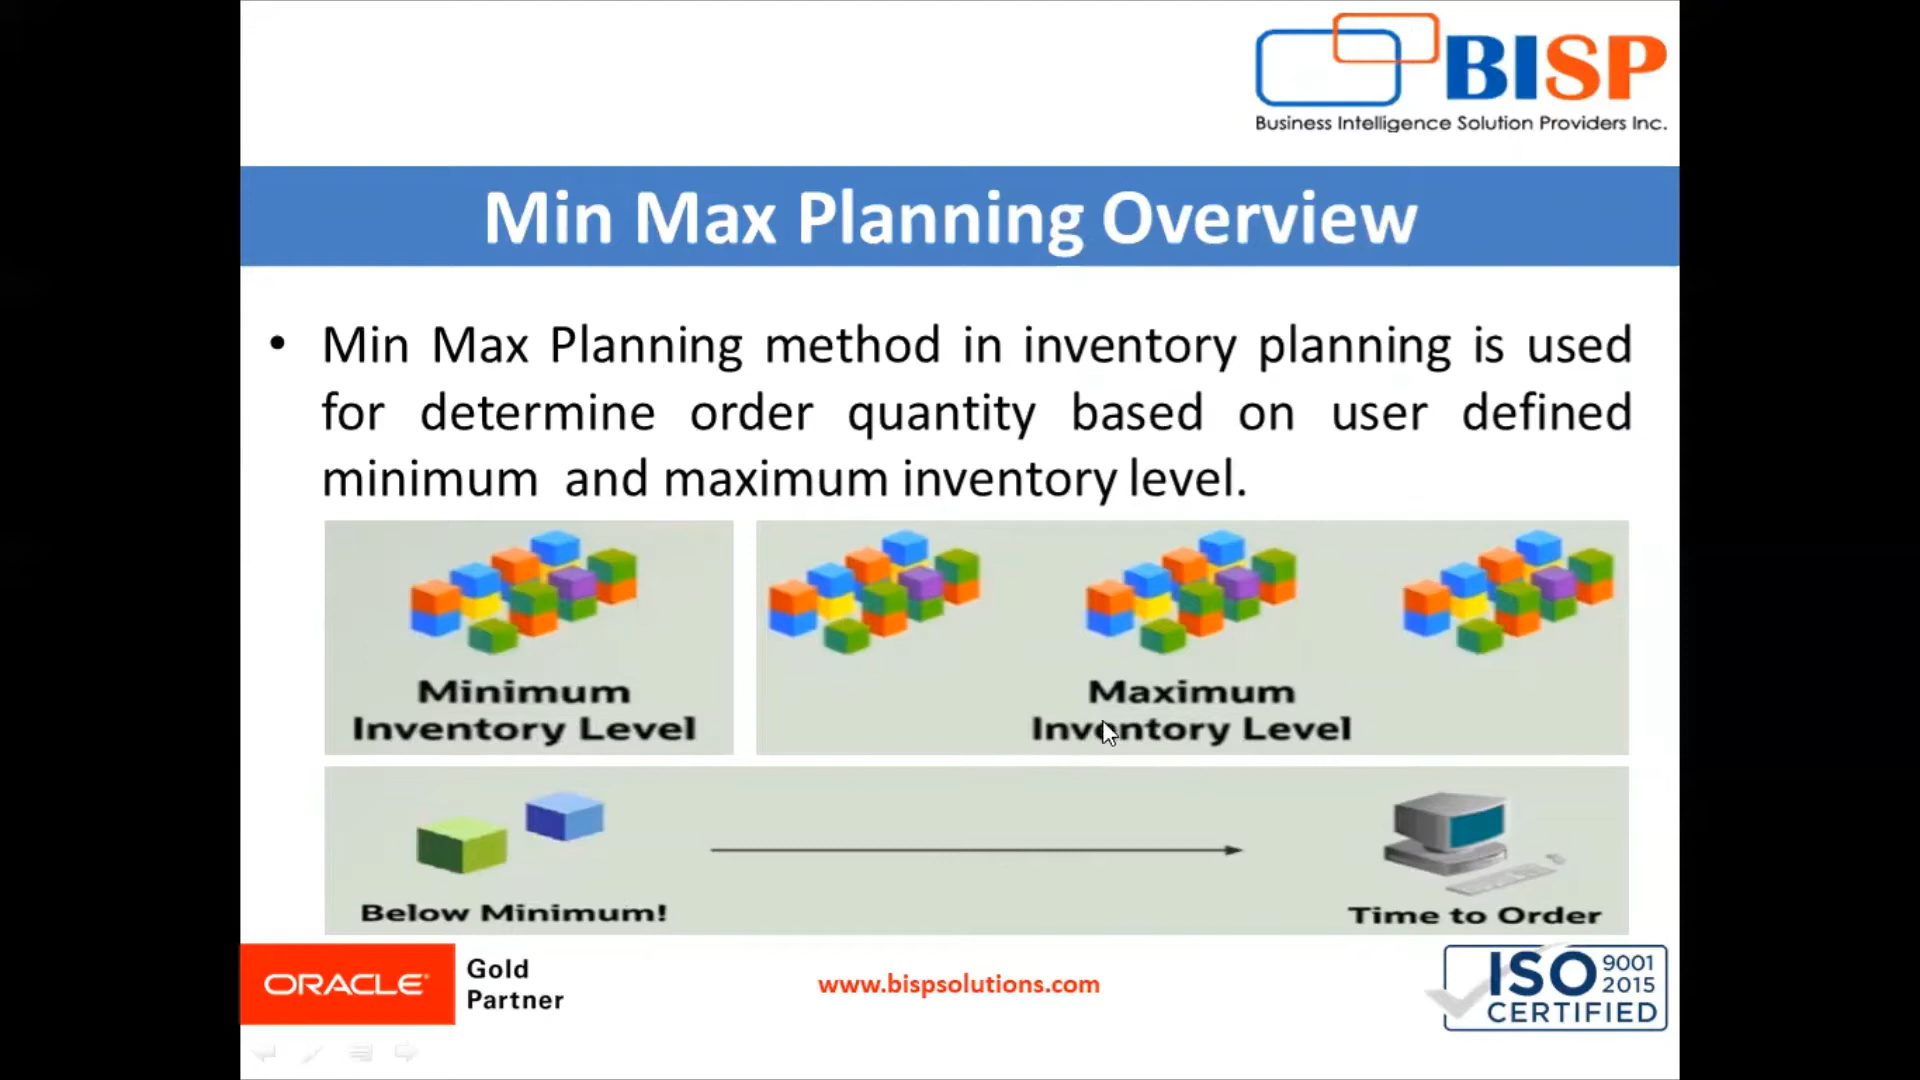 BISP
Business Intelligence Solution Providers Inc.
Min Max Planning Overview
• Min Max Planning method in inventory planning is used
for determine order quantity based on user defined
minimum and maximum inventory level.
Minimum
Inventory Level
Maximum
Inventory Level
Below Minimum!
Time to Order
ORACLE®
Gold
Partner
www.bispsolutions.com
ISO 9001
2015
CERTIFIED